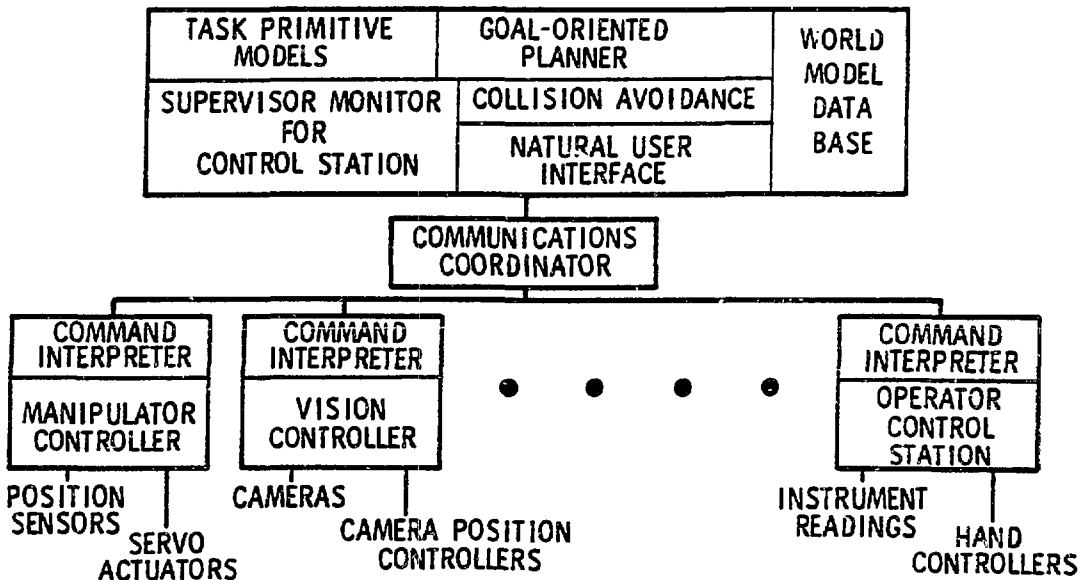 TASK PRIMITIVE
MODELS
GOAL-ORIENTED
PLANNER
WORLD
MODEL
DATA
BASE
SUPERVISOR MONITOR
FOR
CONTROL STATION
COLLISION AVOIDANCE
NATURAL USER
INTERFACE
COMMUNICATIONS
COORDINATOR
COMMAND
INTERPRETER
MANIPULATOR
CONTROLLER
COMMAND
INTERPRETER
VISION
CONTROLLER
COMMAND
INTERPRETER
OPERATOR
CONTROL
STATION
POSITION
SENSORS
SERVO
ACTUATORS
CAMERAS
CAMERA POSITION
CONTROLLERS
INSTRUMENT
READINGS
HAND
CONTROLLERS